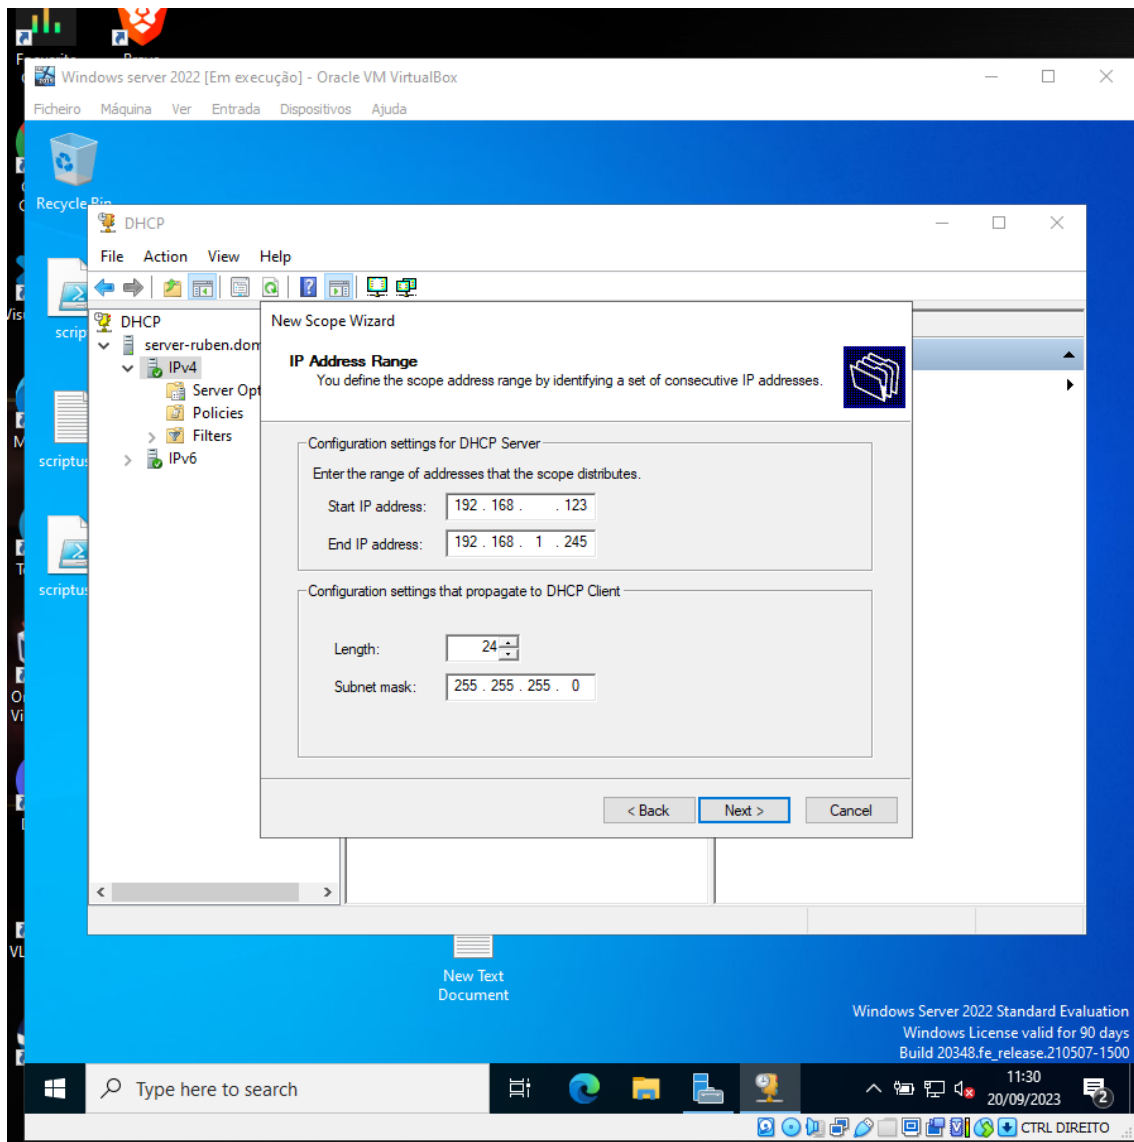 Windows server 2022 [Em execução] - Oracle VM VirtualBox
Ficheiro Máquina Ver Entrada Dispositivos Ajuda
Recycle Bin
DHCP
File Action View Help
DHCP
server-ruben.dom
IPv4
Server Opt
Policies
Filters
IPv6
scrip
scriptus
scriptus
New Scope Wizard
IP Address Range
You define the scope address range by identifying a set of consecutive IP addresses.
Configuration settings for DHCP Server
Enter the range of addresses that the scope distributes.
Start IP address: 192 . 168 . . 123
End IP address: 192 . 168 . 1 . 245
Configuration settings that propagate to DHCP Client
Length: 24
Subnet mask: 255 . 255 . 255 . 0
< Back Next > Cancel
New Text
Document
Windows Server 2022 Standard Evaluation
Windows License valid for 90 days
Build 20348.fe_release.210507-1500
Type here to search
11:30
20/09/2023
2
CTRL DIREITO